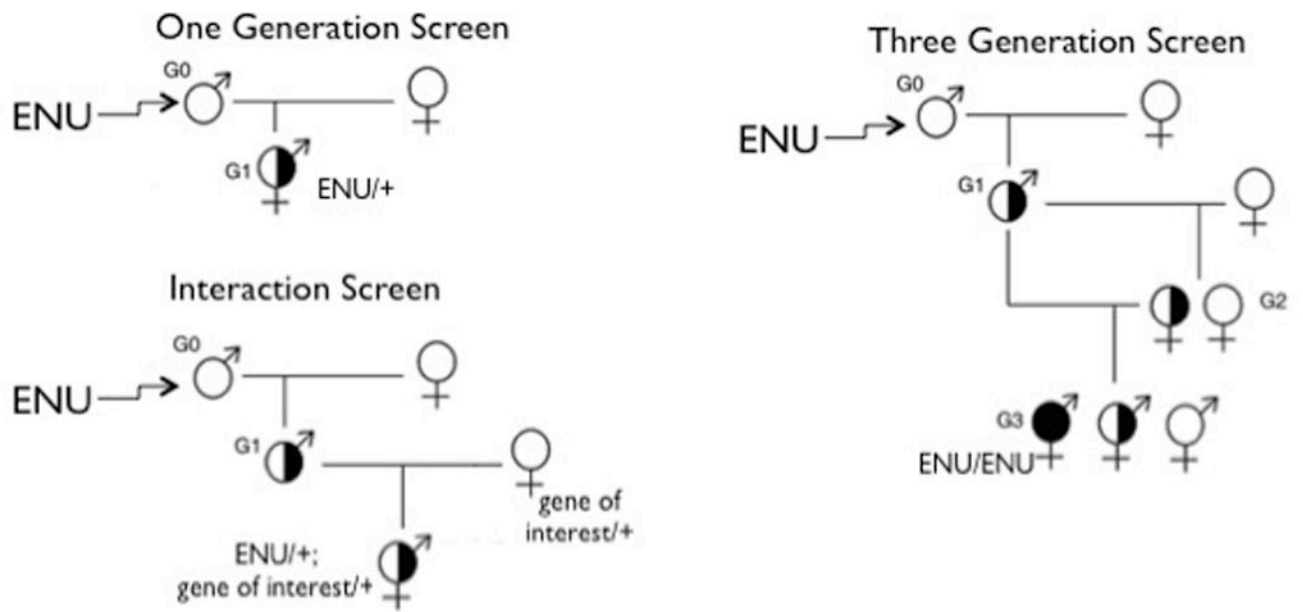 One Generation Screen
G0
ENU
G1
ENU/+
Interaction Screen
G0
ENU
G1
gene of
interest/+
ENU/+;
gene of interest/+
Three Generation Screen
G0
ENU
G1
G2
G3
ENU/ENU